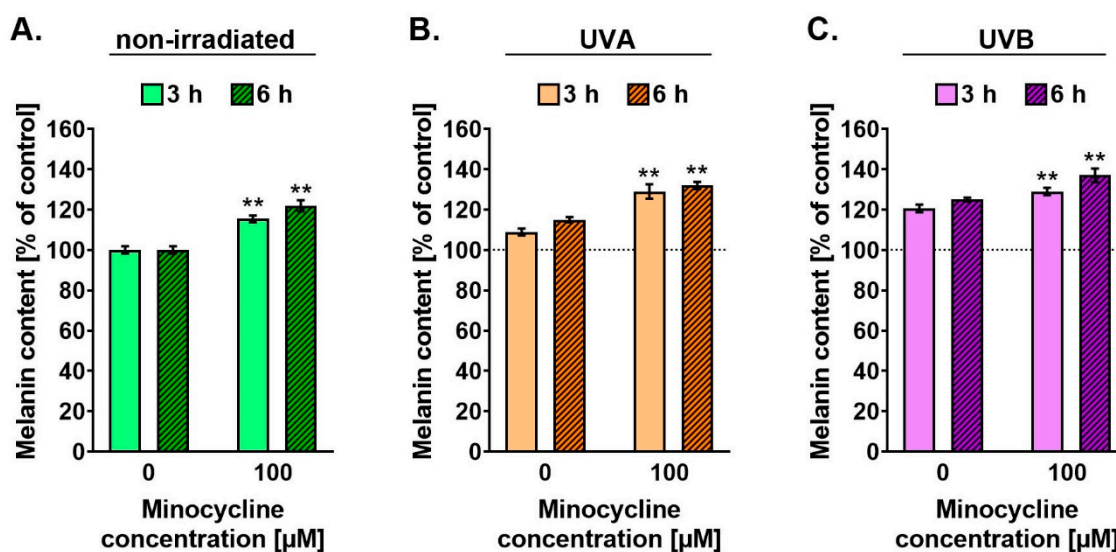 A.
non-irradiated
3 h
6 h
Melanin content [% of control]
160
140
120
100
80
60
40
20
0
**
**
0
100
Minocycline
concentration [µM]
B.
UVA
3 h
6 h
Melanin content [% of control]
160
140
120
100
80
60
40
20
0
**
**
0
100
Minocycline
concentration [µM]
C.
UVB
3 h
6 h
Melanin content [% of control]
160
140
120
100
80
60
40
20
0
**
**
0
100
Minocycline
concentration [µM]